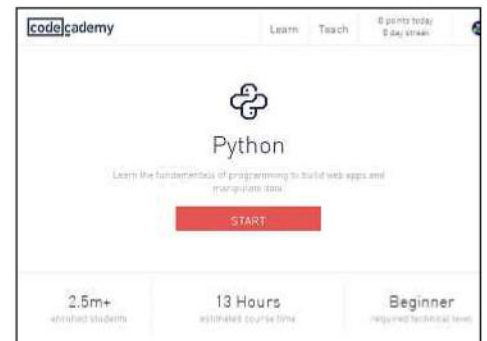 codecademy
Learn Teach 0 points today
0 day streak
Python
Learn the fundamentals of programming to build web apps and
manipulate data
START
2.5m+ 13 Hours Beginner
enrolled students estimated course time required technical level